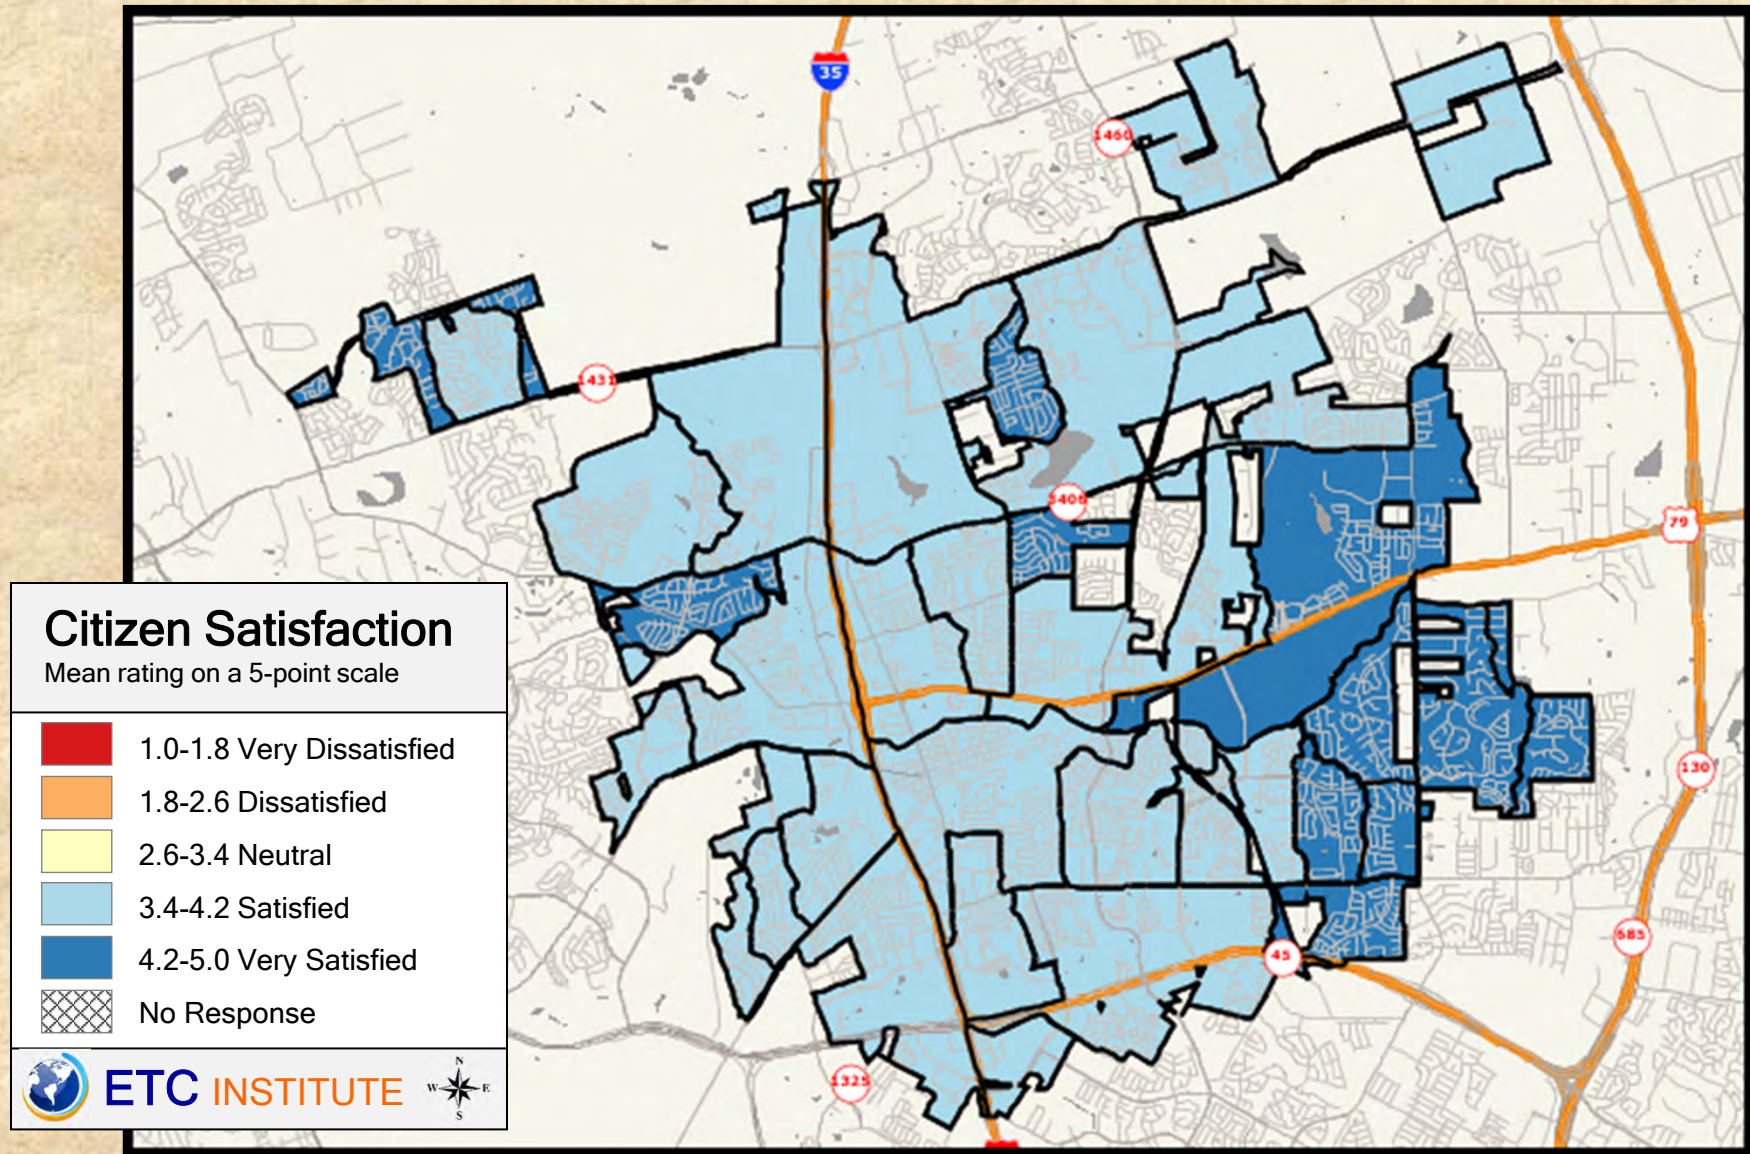 35
1460
1431
3406
79
Citizen Satisfaction
Mean rating on a 5-point scale
1.0-1.8 Very Dissatisfied
1.8-2.6 Dissatisfied
2.6-3.4 Neutral
3.4-4.2 Satisfied
4.2-5.0 Very Satisfied
No Response
130
685
45
1325
ETC INSTITUTE
N
W E
S